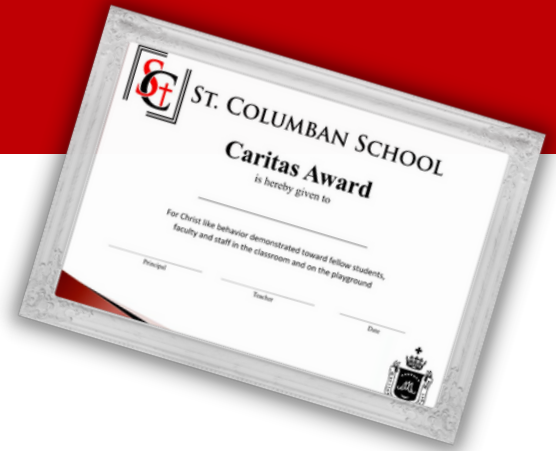 SC
ST. COLUMBAN SCHOOL
Caritas Award
is hereby given to
For Christ like behavior demonstrated toward fellow students,
faculty and staff in the classroom and on the playground
Principal
Teacher
Date